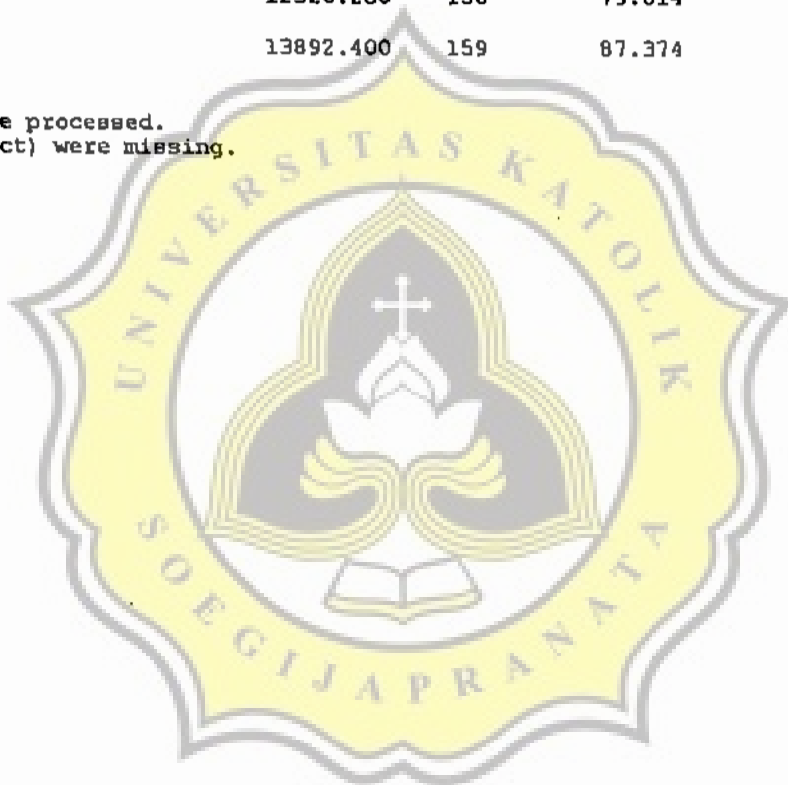 13892.400 159 87.374
e processed.
ct) were missing.
UNIVERSITAS KATOLIK
SOEGIJAPRANATA